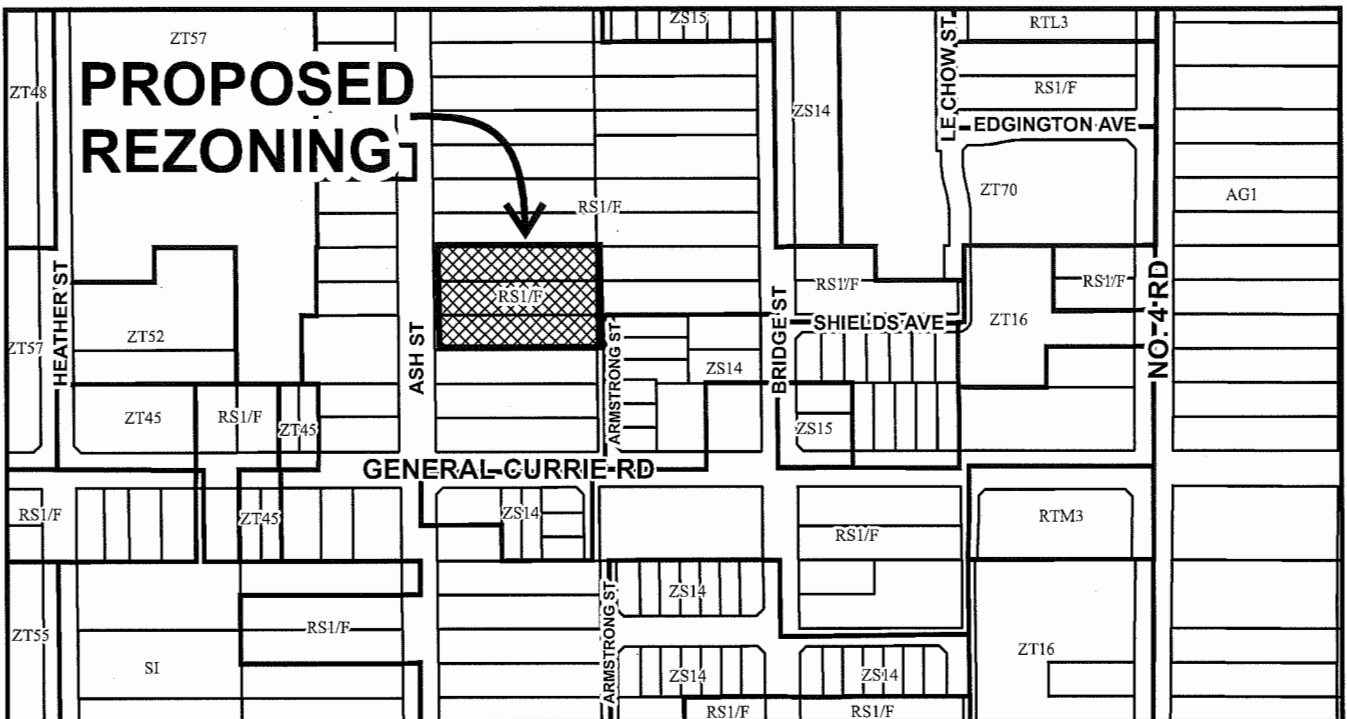 ZS15
RTL3
ZT57
PROPOSED
REZONING
ZT48
LE CHOW ST
RS1/F
ZS14
EDGINGTON AVE
ZT70
AG1
RS1/F
HEATHER ST
RS1/F
RS1/F
RS1/F
ZT57
ZT52
ASH ST
ARMSTRONG ST
BRIDGE ST
SHIELDS AVE
ZT16
NO. 4 RD
ZS14
ZT45
RS1/F
ZT45
ZS15
GENERAL CURRIE RD
RS1/F
ZT45
ZS14
RS1/F
RTM3
ZT55
RS1/F
SI
ARMSTRONG ST
ZS14
ZS14
ZS14
ZT16
RS1/F
RS1/F